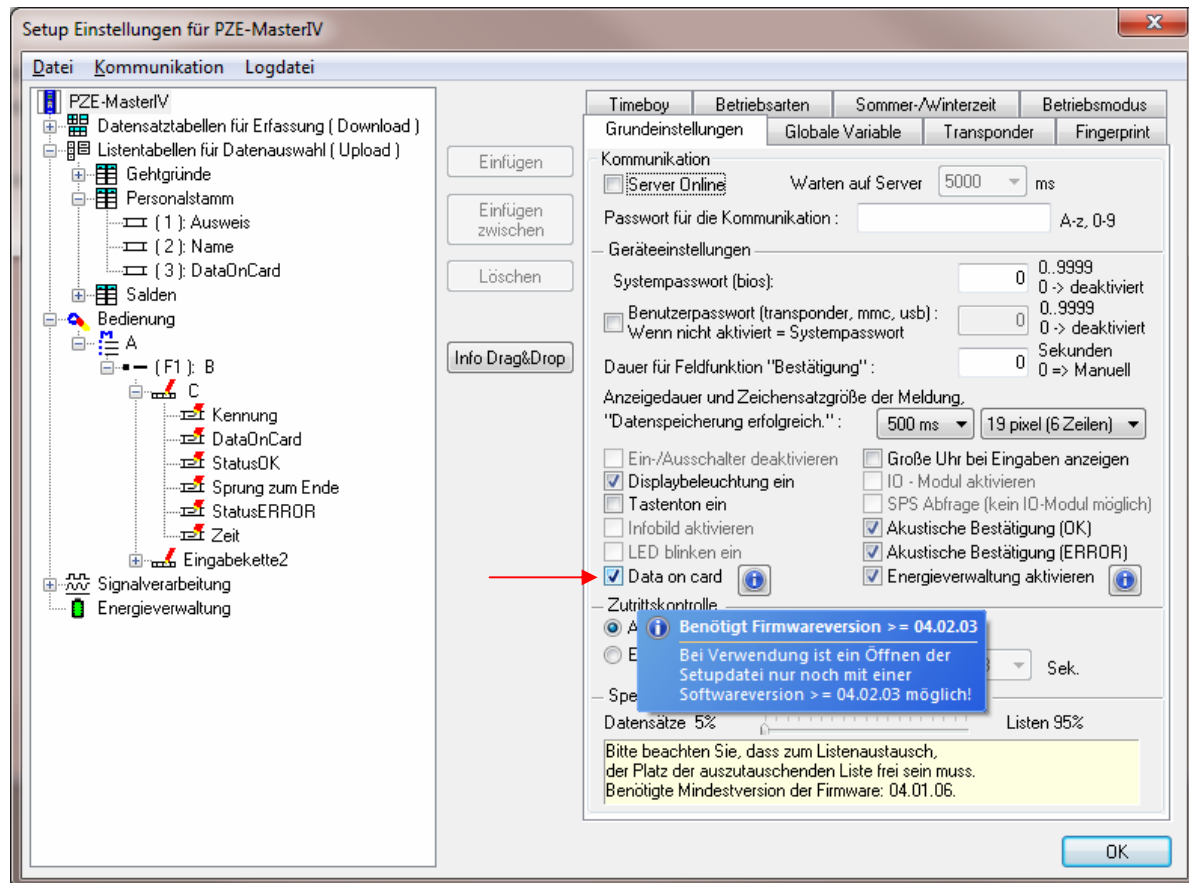 Setup Einstellungen für PZE-MasterIV
X
Datei Kommunikation Logdatei
PZE-MasterIV
Datensatztabellen für Erfassung ( Download )
Listentabellen für Datenauswahl ( Upload )
Gehtgründe
Personalstamm
( 1 ): Ausweis
( 2 ): Name
( 3 ): DataOnCard
Salden
Bedienung
A
( F1 ): B
C
Kennung
DataOnCard
StatusOK
Sprung zum Ende
StatusERROR
Zeit
Eingabekette2
Signalverarbeitung
Energieverwaltung
Einfügen
Einfügen
zwischen
Löschen
Info Drag&Drop
Timeboy Betriebsarten Sommer-/Winterzeit Betriebsmodus
Grundeinstellungen Globale Variable Transponder Fingerprint
Kommunikation
Server Online Warten auf Server 5000 ms
Passwort für die Kommunikation : A-z, 0-9
Geräteeinstellungen
Systempasswort (bios): 0 0..9999
0 -> deaktiviert
Benutzerpasswort (transponder, mmc, usb) : 0 0..9999
Wenn nicht aktiviert = Systempasswort 0 -> deaktiviert
Dauer für Feldfunktion "Bestätigung" : 0 Sekunden
0 => Manuell
Anzeigedauer und Zeichensatzgröße der Meldung,
"Datenspeicherung erfolgreich." : 500 ms 19 pixel (6 Zeilen)
Ein-/Ausschalter deaktivieren Große Uhr bei Eingaben anzeigen
Displaybeleuchtung ein IO - Modul aktivieren
Tastenton ein SPS Abfrage (kein IO-Modul möglich)
Infobild aktivieren Akustische Bestätigung (OK)
LED blinken ein Akustische Bestätigung (ERROR)
Data on card Energieverwaltung aktivieren
Zutrittskontrolle
A
Benötigt Firmwareversion >= 04.02.03
E
Bei Verwendung ist ein Öffnen der
Setupdatei nur noch mit einer
Softwareversion >= 04.02.03 möglich!
Sek.
Spe
Datensätze 5% Listen 95%
Bitte beachten Sie, dass zum Listenaustausch,
der Platz der auszutauschenden Liste frei sein muss.
Benötigte Mindestversion der Firmware: 04.01.06.
OK